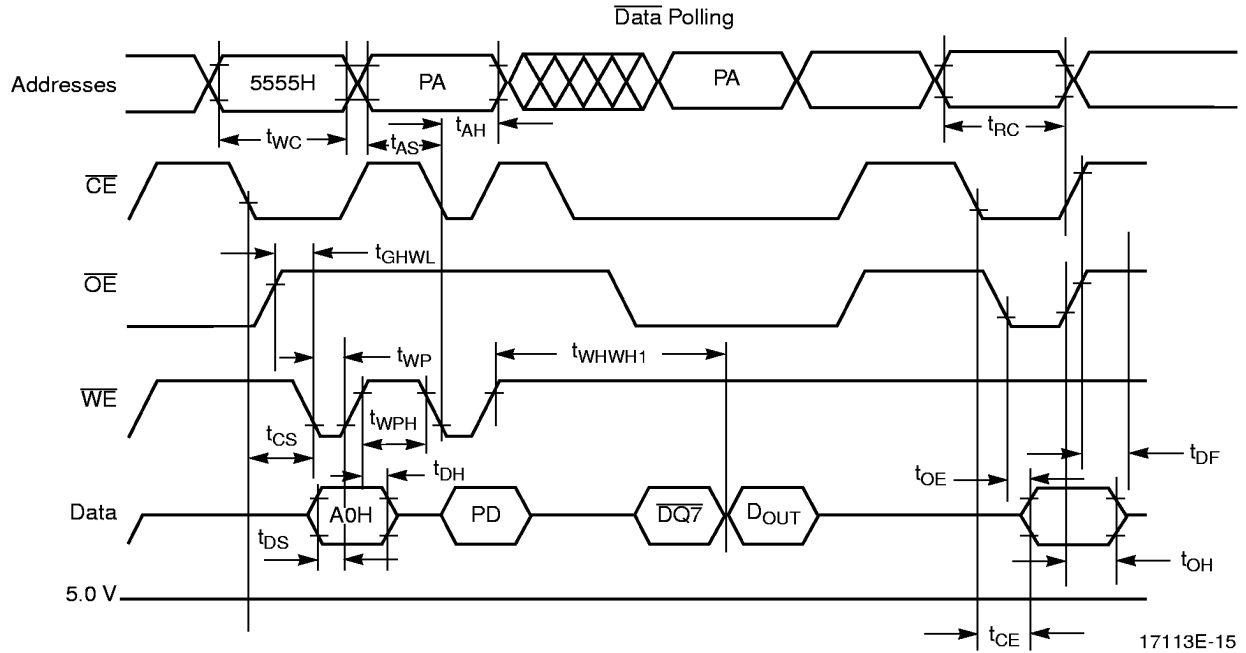 Data Polling
Addresses
5555H
PA
PA
tWC
tAS
tAH
tRC
CE
tGHWL
OE
tWP
tWHWH1
WE
tCS
tWPH
tDH
tOE
tDF
Data
A0H
PD
DQ7
DOUT
tDS
tOH
5.0 V
tCE
17113E-15